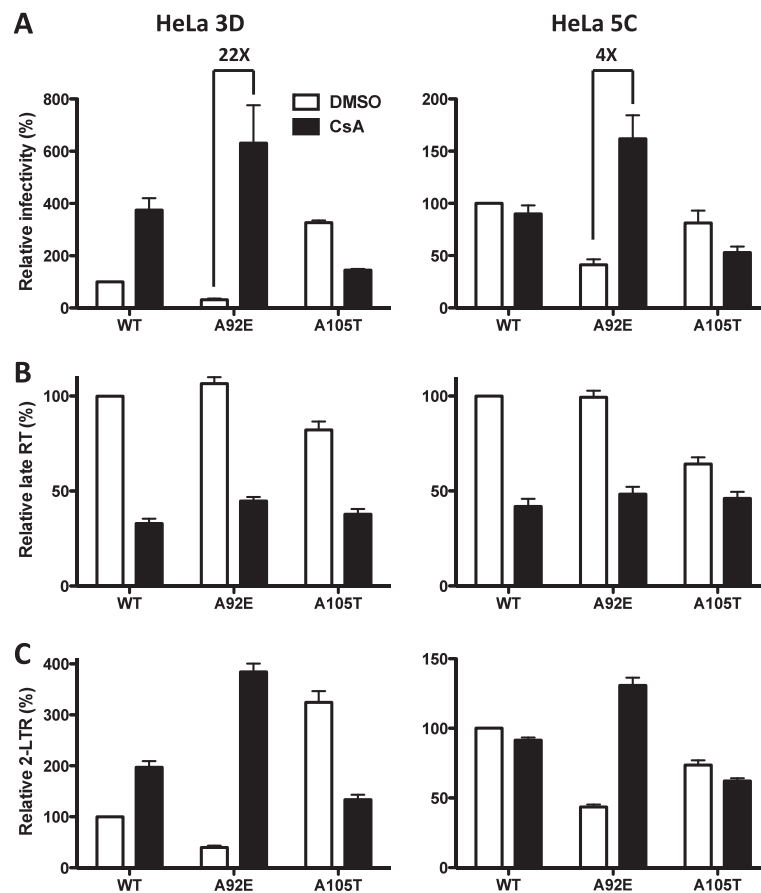 A
HeLa 3D
HeLa 5C
22X
4X
DMSO
CsA
Relative infectivity (%)
800
600
400
200
0
WT
A92E
A105T
200
150
100
50
0
WT
A92E
A105T
B
Relative late RT (%)
100
50
0
WT
A92E
A105T
100
50
0
WT
A92E
A105T
C
Relative 2-LTR (%)
400
300
200
100
0
WT
A92E
A105T
150
100
50
0
WT
A92E
A105T